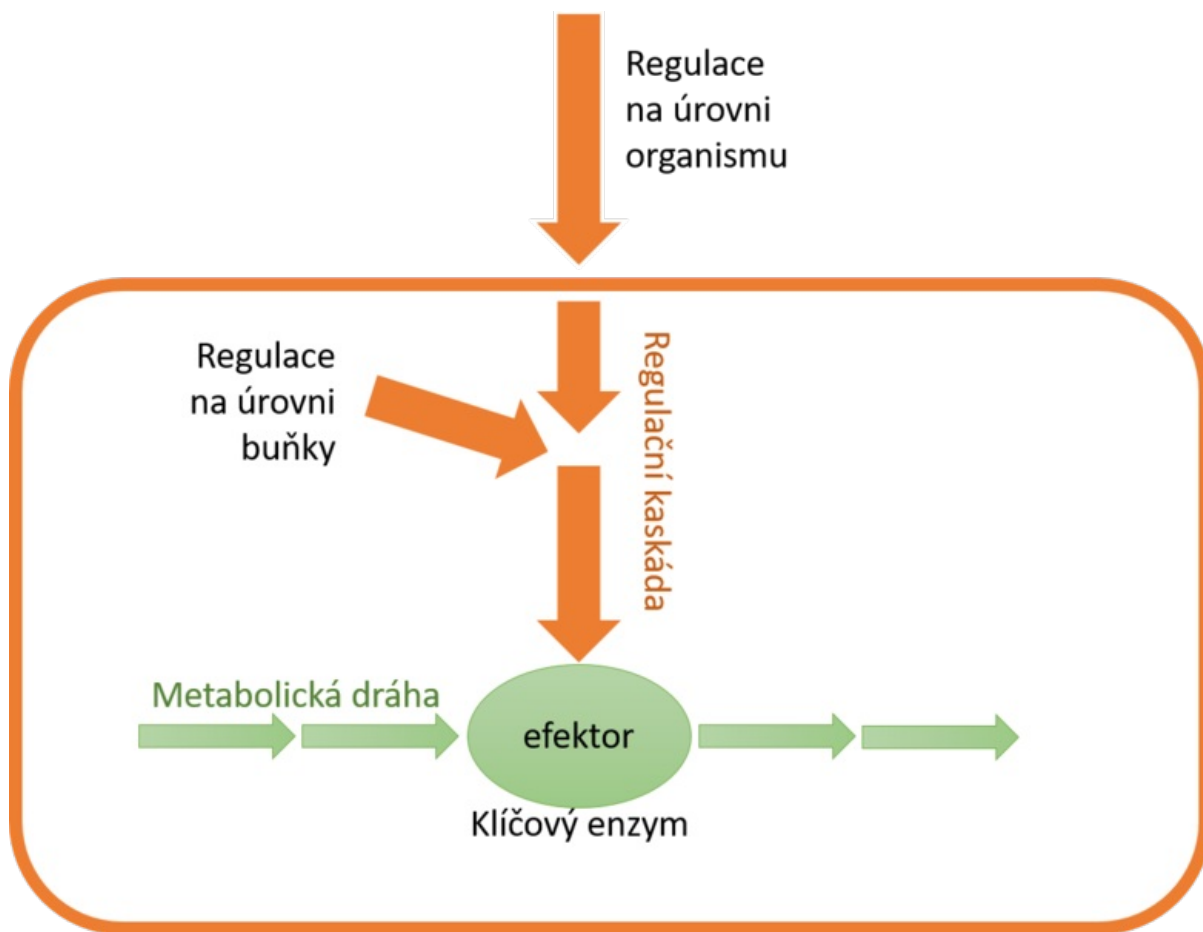 Regulace
na úrovni
organismu
Regulace
na úrovni
buňky
Regulační kaskáda
Metabolická dráha
efektor
Klíčový enzym